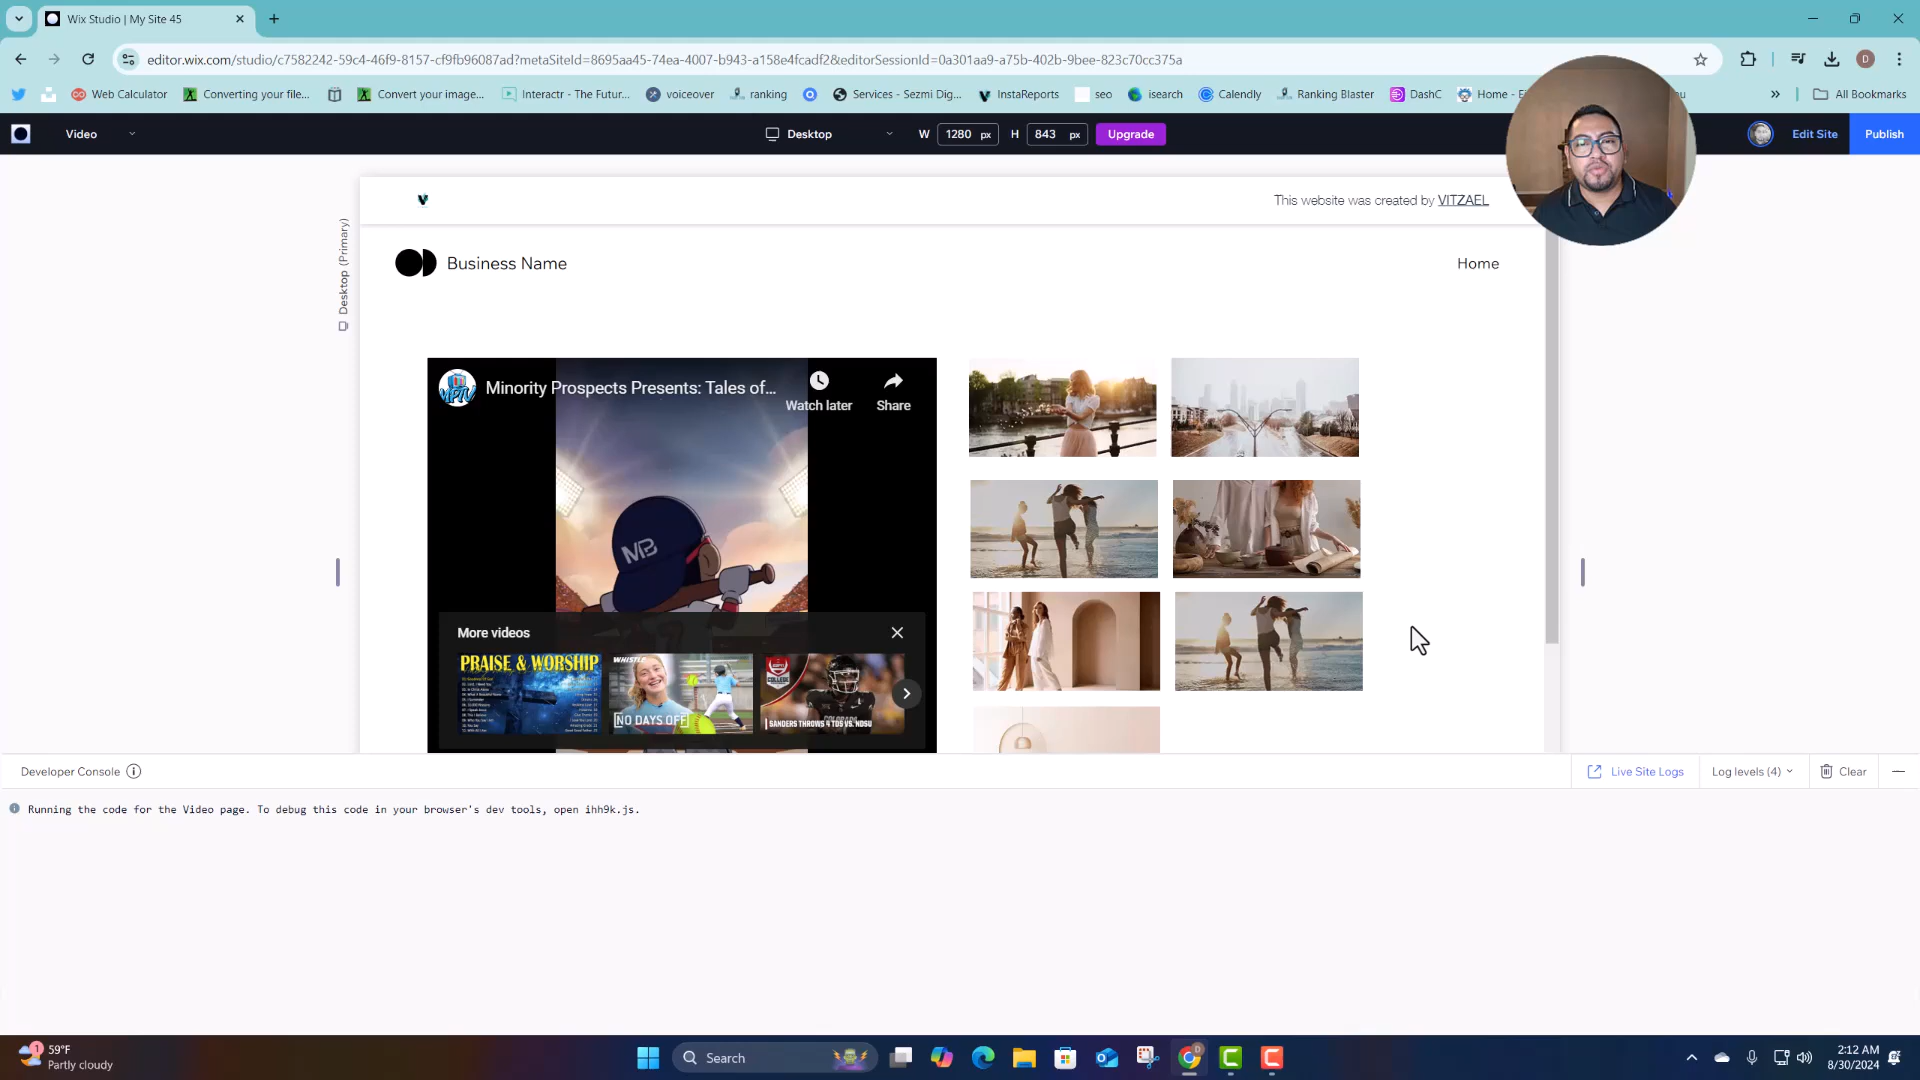 Wix Studio | My Site 45
editor.wix.com/studio/c7582242-59c4-46f9-8157-cf9fb96087ad?metaSiteId=8695aa45-74ea-4007-b943-a158e4fcadf2&editorSessionId=0a301aa9-a75b-402b-9bee-823c70cc375a
D
Web Calculator
Converting your file...
Convert your image...
Interactr - The Futur...
voiceover
ranking
Services - Sezmi Dig...
InstaReports
seo
isearch
Calendly
Ranking Blaster
DashC
Home - E
All Bookmarks
Video
Desktop
W 1280 px
H 843 px
Upgrade
Edit Site
Publish
This website was created by VITZAEL
Desktop (Primary)
Business Name
Home
Minority Prospects Presents: Tales of...
Watch later
Share
MP
More videos
PRAISE & WORSHIP
WHISTLE
NO DAYS OFF
COLLEGE
SANDERS THROWS 4 TDS VS. NDSU
Developer Console
Live Site Logs
Log levels (4)
Clear
Running the code for the Video page. To debug this code in your browser's dev tools, open ihh9k.js.
1
59°F
Partly cloudy
Search
2:12 AM
8/30/2024